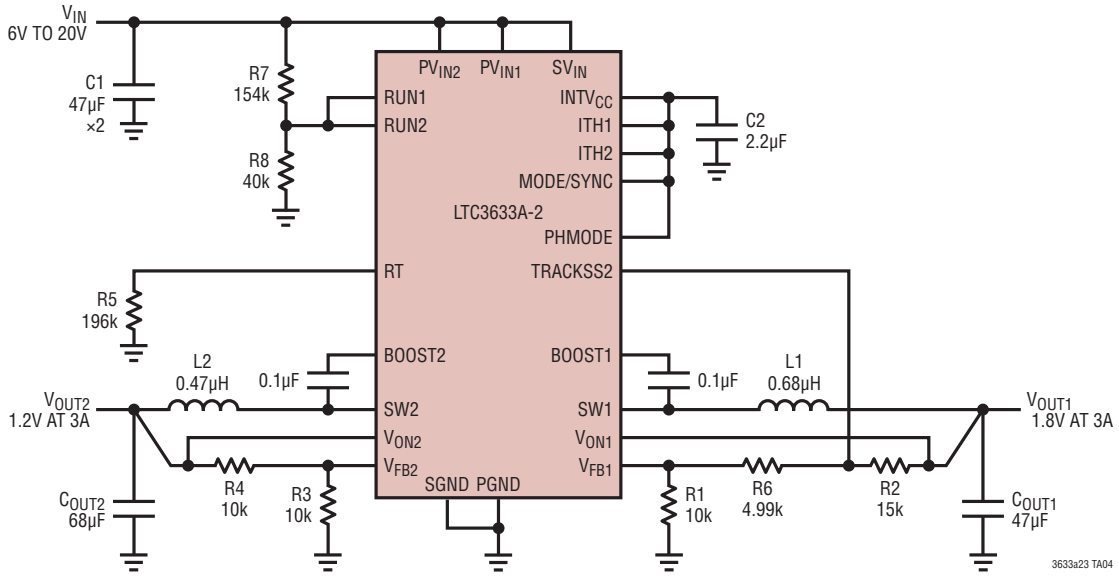 VIN
6V TO 20V
C1
47µF
×2
R7
154k
R8
40k
PVIN2
PVIN1
SVIN
RUN1
RUN2
INTVCC
ITH1
ITH2
MODE/SYNC
LTC3633A-2
PHMODE
C2
2.2µF
RT
TRACKSS2
R5
196k
BOOST2
BOOST1
L2
0.47µH
0.1µF
0.1µF
L1
0.68µH
VOUT2
1.2V AT 3A
SW2
SW1
VOUT1
1.8V AT 3A
VON2
VON1
VFB2
VFB1
SGND
PGND
COUT2
68µF
R4
10k
R3
10k
R1
10k
R6
4.99k
R2
15k
COUT1
47µF
3633a23 TA04